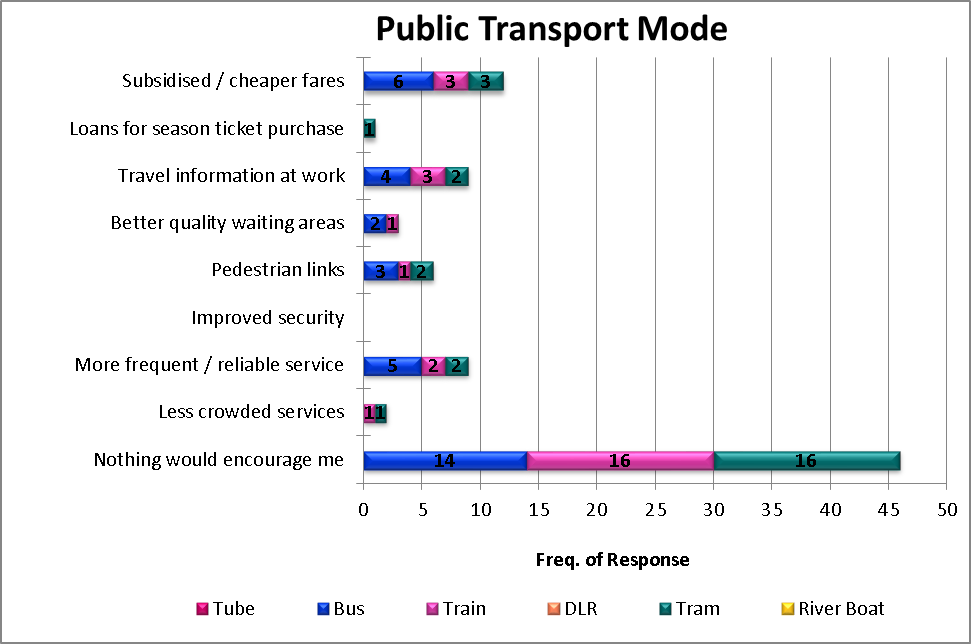 Public Transport Mode
Subsidised / cheaper fares 6 3 3
Loans for season ticket purchase 1
Travel information at work 4 3 2
Better quality waiting areas 2 1
Pedestrian links 3 1 2
Improved security
More frequent / reliable service 5 2 2
Less crowded services 1 1
Nothing would encourage me 14 16 16
0 5 10 15 20 25 30 35 40 45 50
Freq. of Response
Tube Bus Train DLR Tram River Boat